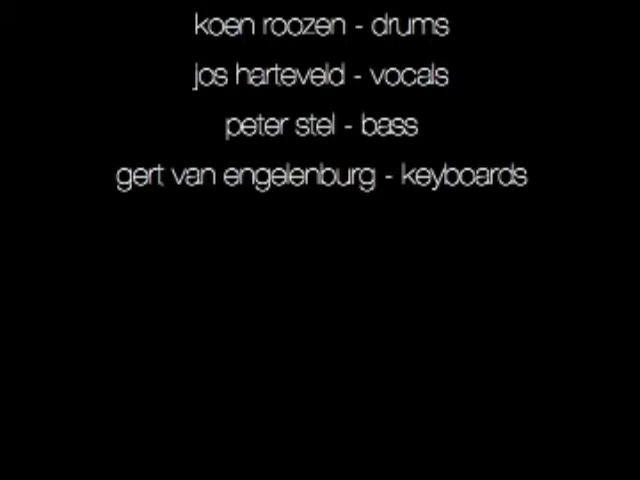 koen roozen - drums
jos harteveld - vocals
peter stel - bass
gert van engelenburg - keyboards